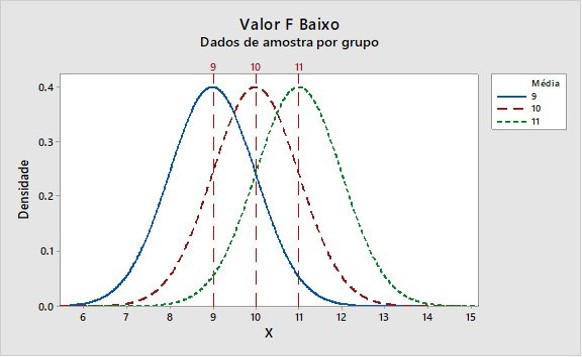 Valor F Baixo
Dados de amostra por grupo
9 10 11
Média
9
10
11
0.4
0.3
0.2
0.1
0.0
Densidade
6 7 8 9 10 11 12 13 14 15
X